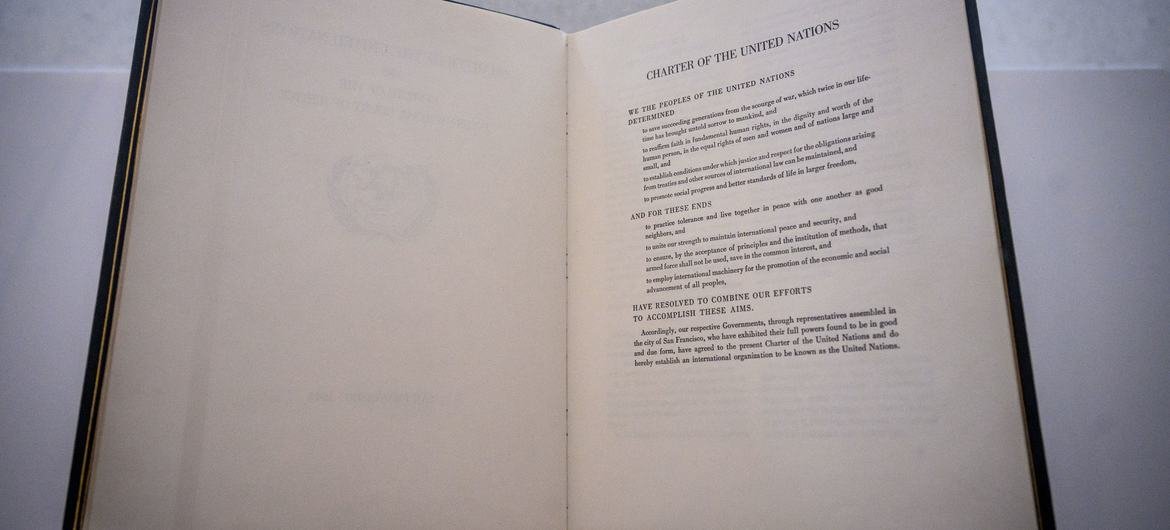 CHARTER OF THE UNITED NATIONS
WE THE PEOPLES OF THE UNITED NATIONS
DETERMINED
to save succeeding generations from the scourge of war, which twice in our life-
time has brought untold sorrow to mankind, and
to reaffirm faith in fundamental human rights, in the dignity and worth of the
human person, in the equal rights of men and women and of nations large and
small, and
to establish conditions under which justice and respect for the obligations arising
from treaties and other sources of international law can be maintained, and
to promote social progress and better standards of life in larger freedom,
AND FOR THESE ENDS
to practice tolerance and live together in peace with one another as good
neighbors, and
to unite our strength to maintain international peace and security, and
to ensure, by the acceptance of principles and the institution of methods, that
armed force shall not be used, save in the common interest, and
to employ international machinery for the promotion of the economic and social
advancement of all peoples,
HAVE RESOLVED TO COMBINE OUR EFFORTS
TO ACCOMPLISH THESE AIMS.
Accordingly, our respective Governments, through representatives assembled in
the city of San Francisco, who have exhibited their full powers found to be in good
and due form, have agreed to the present Charter of the United Nations and do
hereby establish an international organization to be known as the United Nations.